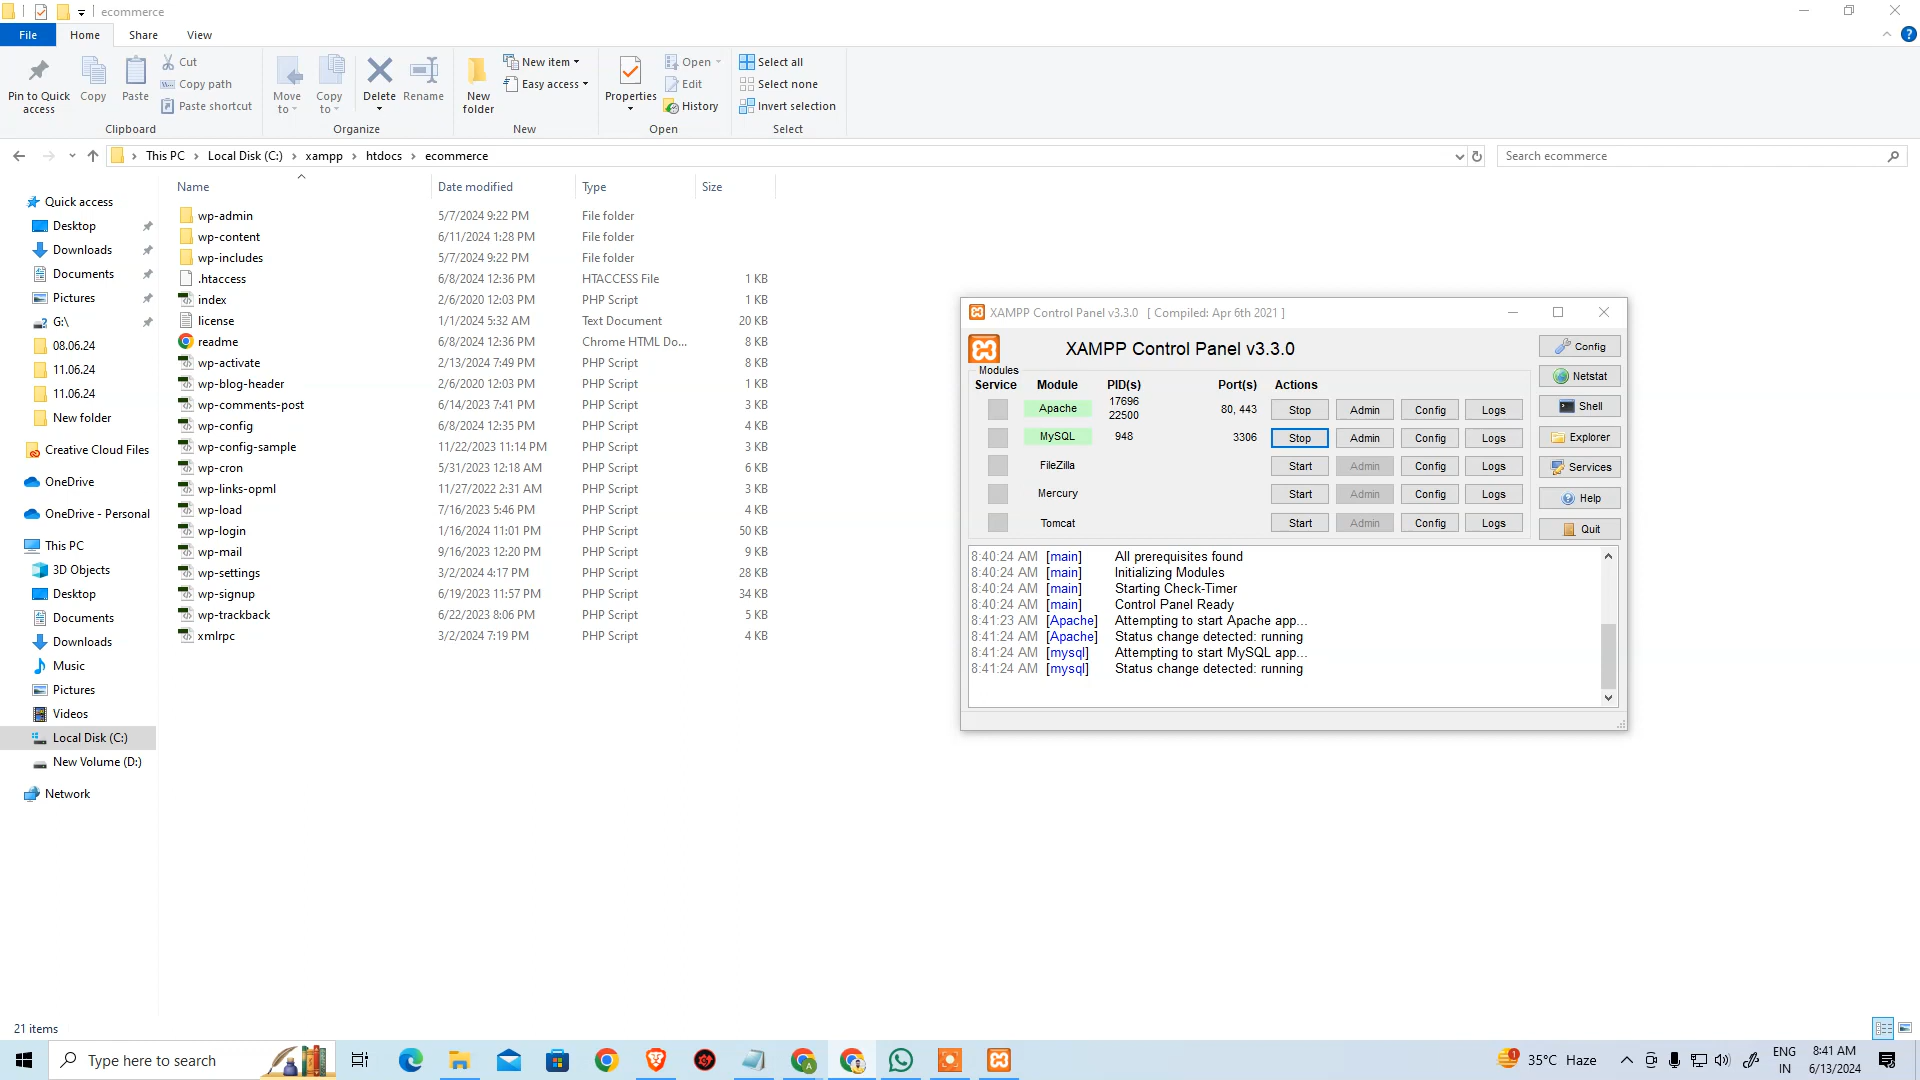 ecommerce
File Home Share View
Pin to Quick access
Copy
Paste
Cut
Copy path
Paste shortcut
Clipboard
Move to
Copy to
Delete
Rename
Organize
New folder
New item
Easy access
New
Properties
Open
Edit
History
Open
Select all
Select none
Invert selection
Select
This PC > Local Disk (C:) > xampp > htdocs > ecommerce
Search ecommerce
Quick access
Desktop
Downloads
Documents
Pictures
G:\
08.06.24
11.06.24
11.06.24
New folder
Creative Cloud Files
OneDrive
OneDrive - Personal
This PC
3D Objects
Desktop
Documents
Downloads
Music
Pictures
Videos
Local Disk (C:)
New Volume (D:)
Network
Name Date modified Type Size
wp-admin 5/7/2024 9:22 PM File folder
wp-content 6/11/2024 1:28 PM File folder
wp-includes 5/7/2024 9:22 PM File folder
.htaccess 6/8/2024 12:36 PM HTACCESS File 1 KB
index 2/6/2020 12:03 PM PHP Script 1 KB
license 1/1/2024 5:32 AM Text Document 20 KB
readme 6/8/2024 12:36 PM Chrome HTML Do... 8 KB
wp-activate 2/13/2024 7:49 PM PHP Script 8 KB
wp-blog-header 2/6/2020 12:03 PM PHP Script 1 KB
wp-comments-post 6/14/2023 7:41 PM PHP Script 3 KB
wp-config 6/8/2024 12:35 PM PHP Script 4 KB
wp-config-sample 11/22/2023 11:14 PM PHP Script 3 KB
wp-cron 5/31/2023 12:18 AM PHP Script 6 KB
wp-links-opml 11/27/2022 2:31 AM PHP Script 3 KB
wp-load 7/16/2023 5:46 PM PHP Script 4 KB
wp-login 1/16/2024 11:01 PM PHP Script 50 KB
wp-mail 9/16/2023 12:20 PM PHP Script 9 KB
wp-settings 3/2/2024 4:17 PM PHP Script 28 KB
wp-signup 6/19/2023 11:57 PM PHP Script 34 KB
wp-trackback 6/22/2023 8:06 PM PHP Script 5 KB
xmlrpc 3/2/2024 7:19 PM PHP Script 4 KB
XAMPP Control Panel v3.3.0 [ Compiled: Apr 6th 2021 ]
XAMPP Control Panel v3.3.0
Modules
Service Module PID(s) Port(s) Actions
Apache 17696 22500 80, 443 Stop Admin Config Logs
MySQL 948 3306 Stop Admin Config Logs
FileZilla Start Admin Config Logs
Mercury Start Admin Config Logs
Tomcat Start Admin Config Logs
Config
Netstat
Shell
Explorer
Services
Help
Quit
8:40:24 AM [main] All prerequisites found
8:40:24 AM [main] Initializing Modules
8:40:24 AM [main] Starting Check-Timer
8:40:24 AM [main] Control Panel Ready
8:41:23 AM [Apache] Attempting to start Apache app...
8:41:24 AM [Apache] Status change detected: running
8:41:24 AM [mysql] Attempting to start MySQL app...
8:41:24 AM [mysql] Status change detected: running
21 items
Type here to search
A
1
35°C Haze
ENG
IN
8:41 AM
6/13/2024